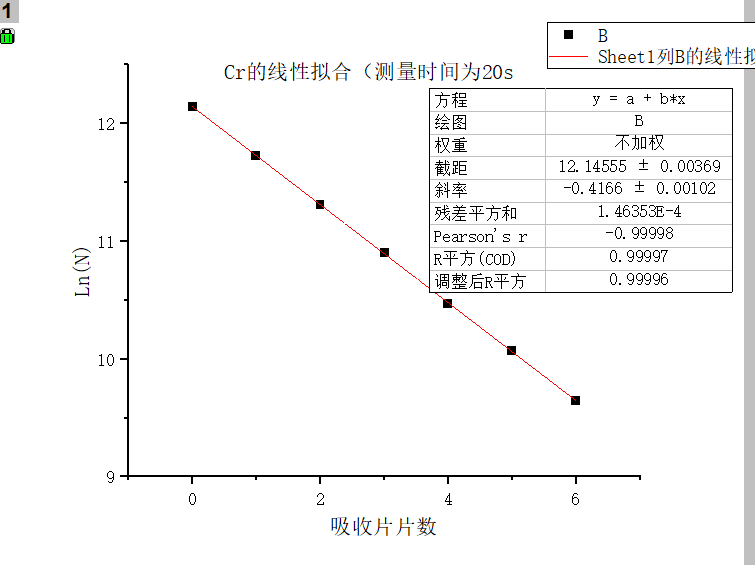 1
B
Sheet1列B的线性拟
Cr的线性拟合（测量时间为20s
方程 y = a + b*x
绘图 B
权重 不加权
截距 12.14555 ± 0.00369
斜率 -0.4166 ± 0.00102
残差平方和 1.46353E-4
Pearson's r -0.99998
R平方(COD) 0.99997
调整后R平方 0.99996
12
11
10
9
Ln(N)
0 2 4 6
吸收片片数